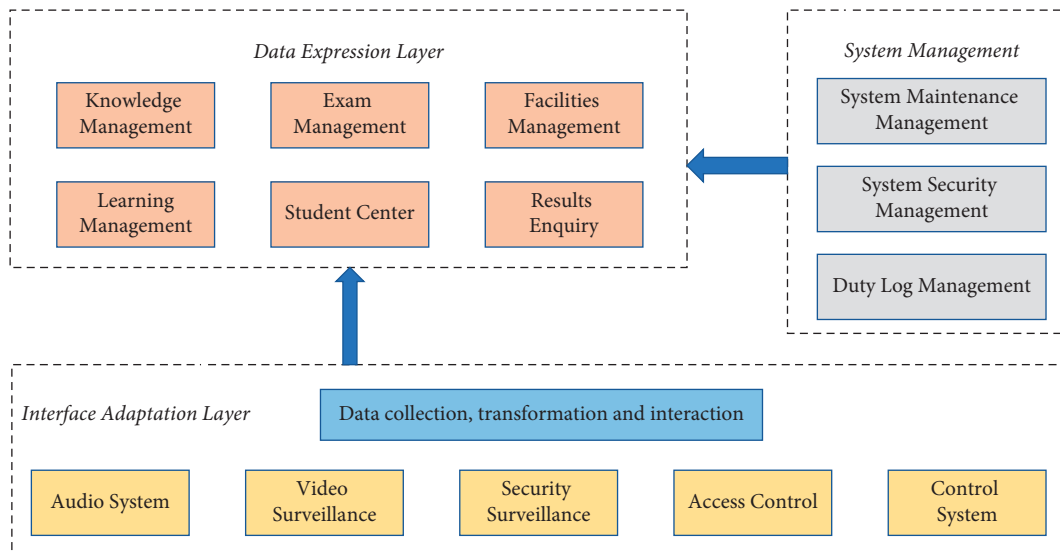 Data Expression Layer
Knowledge
Management
Exam
Management
Facilities
Management
Learning
Management
Student Center
Results
Enquiry
System Management
System Maintenance
Management
System Security
Management
Duty Log Management
Interface Adaptation Layer
Data collection, transformation and interaction
Audio System
Video
Surveillance
Security
Surveillance
Access Control
Control
System